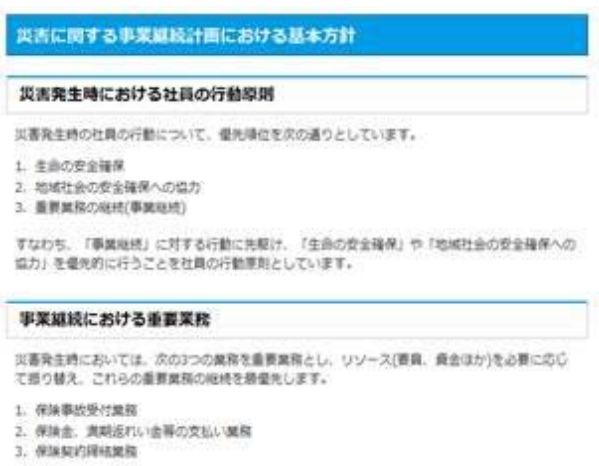 災害に関する事業継続計画における基本方針
災害発生時における社員の行動原則
災害発生時の社員の行動について、優先順位を次の通りとしています。
1. 生命の安全確保
2. 地域社会の安全確保への協力
3. 重要業務の継続(事業継続)
すなわち、「事業継続」に対する行動に先駆け、「生命の安全確保」や「地域社会の安全確保への
協力」を優先的に行うことを社員の行動原則としています。
事業継続における重要業務
災害発生時においては、次の3つの業務を重要業務とし、リソース(要員、資金ほか)を必要に応じ
て振り替え、これらの重要業務の継続を最優先します。
1. 保険事故受付業務
2. 保険金、満期返れい金等の支払い業務
3. 保険契約締結業務